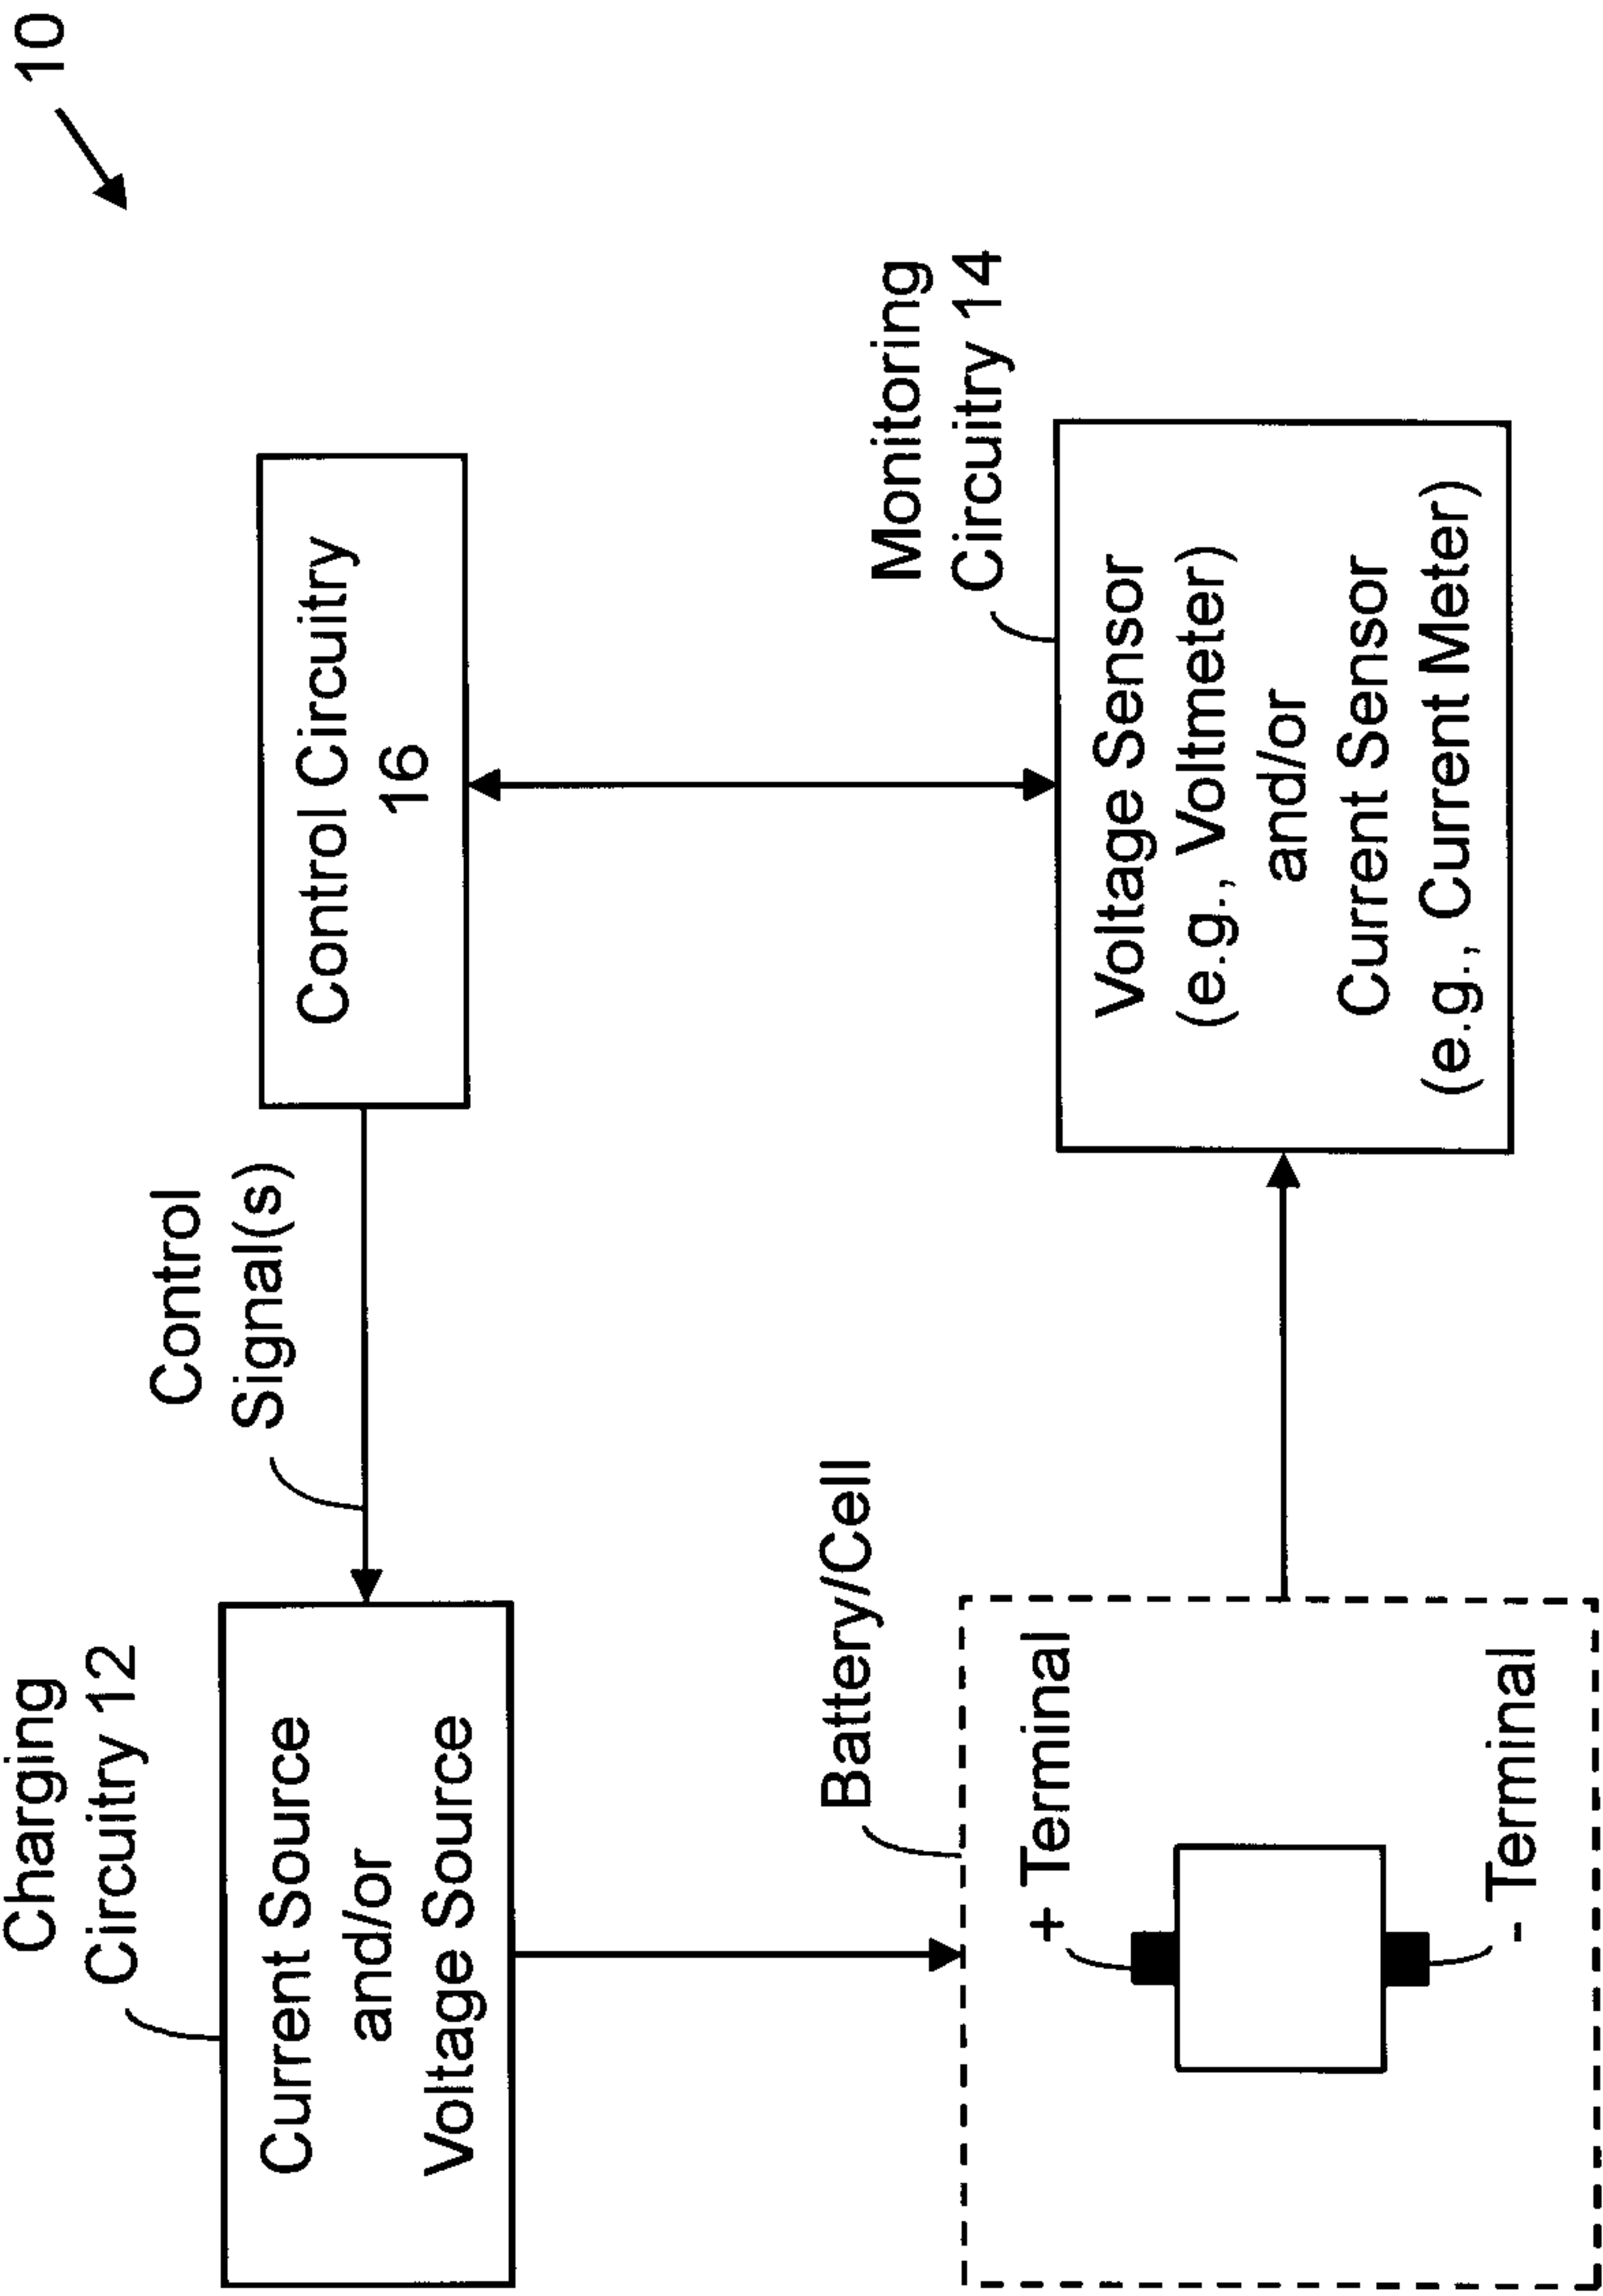 10
Charging
Circuitry 12
Current Source
and/or
Voltage Source
Control
Signal(s)
Control Circuitry
16
Battery/Cell
+ Terminal
- Terminal
Monitoring
Circuitry 14
Voltage Sensor
(e.g., Voltmeter)
and/or
Current Sensor
(e.g., Current Meter)